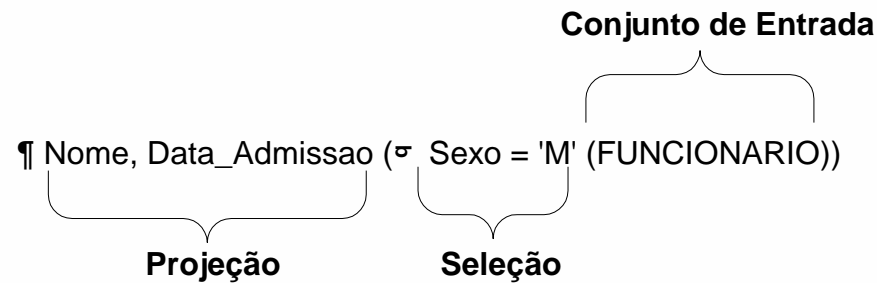 Conjunto de Entrada
¶ Nome, Data_Admissao (σ Sexo = 'M' (FUNCIONARIO))
Projeção Seleção